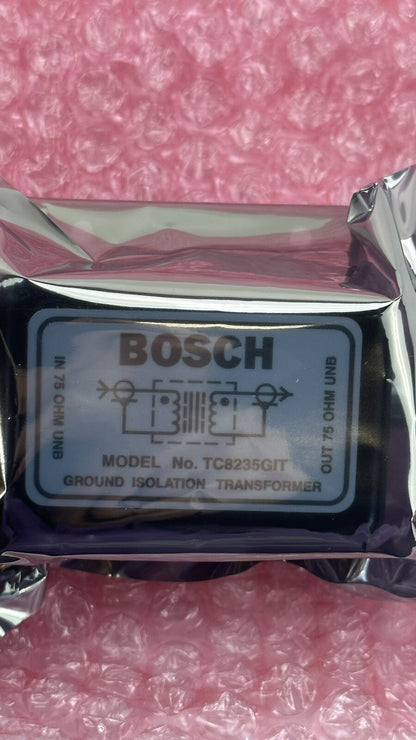 BOSCH
IN 75 OHM UNB
OUT 75 OHM UNB
MODEL No. TC8235GIT
GROUND ISOLATION TRANSFORMER